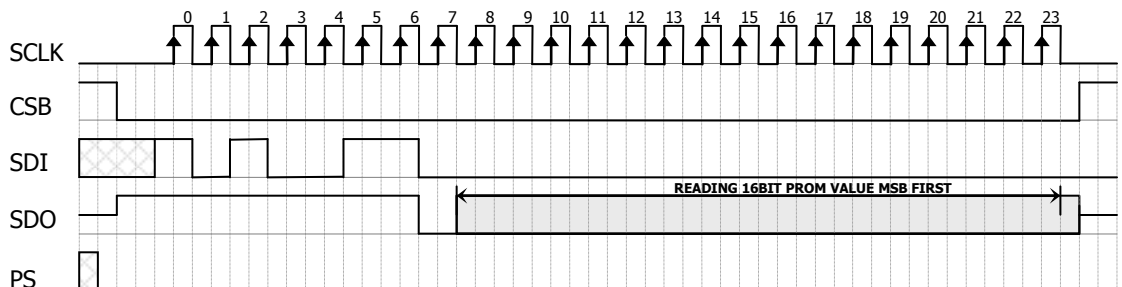 0 1 2 3 4 5 6 7 8 9 10 11 12 13 14 15 16 17 18 19 20 21 22 23
SCLK
CSB
SDI
READING 16BIT PROM VALUE MSB FIRST
SDO
PS